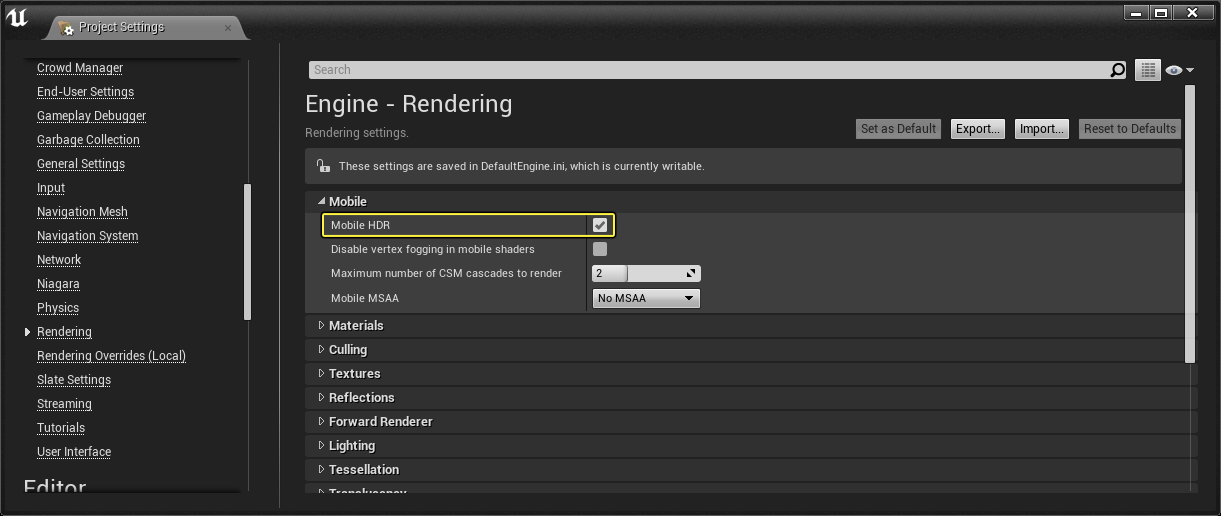 Project Settings
Crowd Manager
End-User Settings
Gameplay Debugger
Garbage Collection
General Settings
Input
Navigation Mesh
Navigation System
Network
Niagara
Physics
Rendering
Rendering Overrides (Local)
Slate Settings
Streaming
Tutorials
User Interface
Editor
Search
Engine - Rendering
Rendering settings.
Set as Default
Export...
Import...
Reset to Defaults
These settings are saved in DefaultEngine.ini, which is currently writable.
Mobile
Mobile HDR
Disable vertex fogging in mobile shaders
Maximum number of CSM cascades to render
2
Mobile MSAA
No MSAA
Materials
Culling
Textures
Reflections
Forward Renderer
Lighting
Tessellation
Translucency